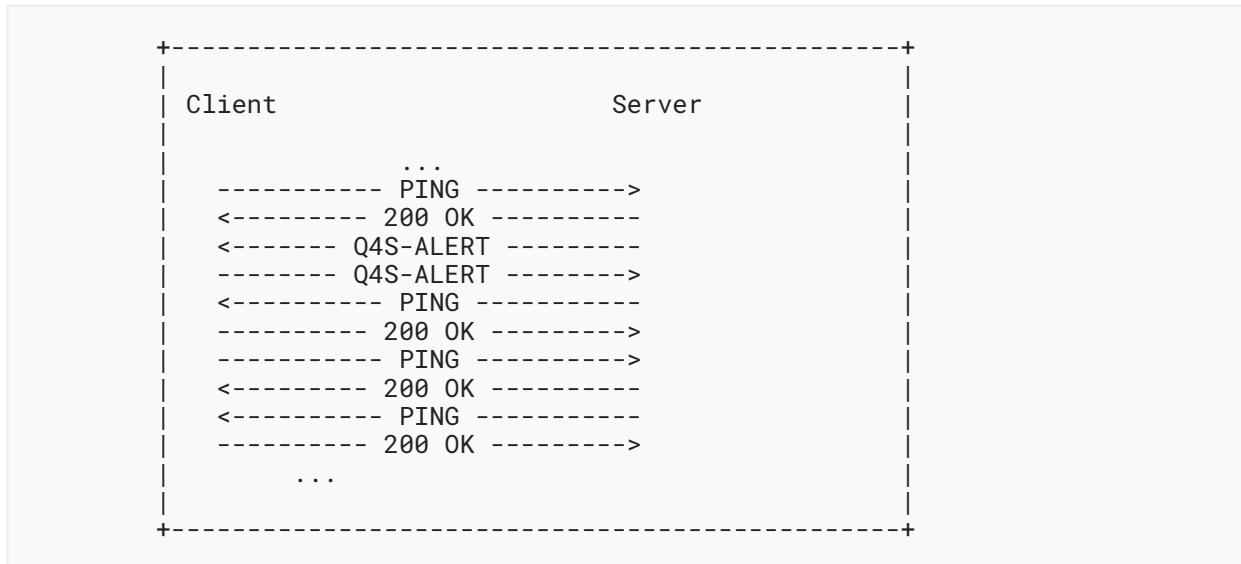 +-----------------------------------------------+
|                                               |
| Client                     Server             |
|                                               |
|               ...                             |
|   ----------- PING ---------->                |
|   <--------- 200 OK ----------                |
|   <------- Q4S-ALERT ---------                |
|   -------- Q4S-ALERT -------->                |
|   <---------- PING -----------                |
|   ---------- 200 OK --------->                |
|   ----------- PING ---------->                |
|   <--------- 200 OK ----------                |
|   <---------- PING -----------                |
|   ---------- 200 OK --------->                |
|        ...                                    |
|                                               |
+-----------------------------------------------+